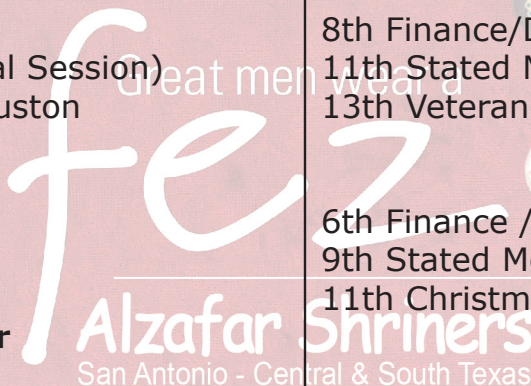 al Session)
uston
r
8th Finance/D
11th Stated M
13th Veteran
6th Finance /
9th Stated Me
11th Christm
Great men wear a
fez
Alzafar Shriners
San Antonio - Central & South Texas